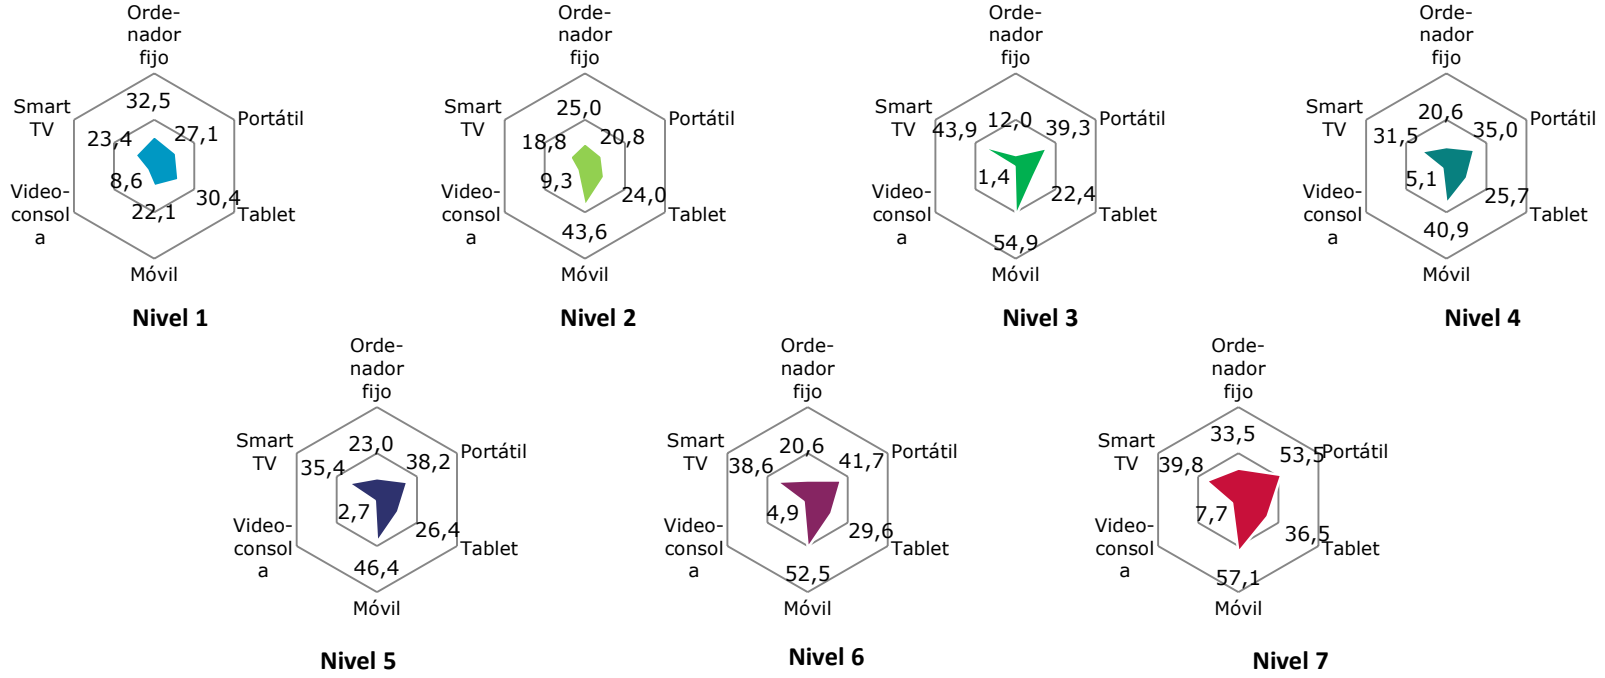 Orde-
nador
fijo
Smart
TV
32,5
Portátil
23,4
27,1
8,6
30,4
Video-
consol
a
22,1
Tablet
Móvil
Nivel 1
Orde-
nador
fijo
Smart
TV
25,0
Portátil
18,8
20,8
9,3
24,0
Video-
consol
a
43,6
Tablet
Móvil
Nivel 2
Orde-
nador
fijo
Smart
TV
12,0
Portátil
43,9
39,3
1,4
22,4
Video-
consol
a
54,9
Tablet
Móvil
Nivel 3
Orde-
nador
fijo
Smart
TV
20,6
Portátil
31,5
35,0
5,1
25,7
Video-
consol
a
40,9
Tablet
Móvil
Nivel 4
Orde-
nador
fijo
Smart
TV
23,0
Portátil
35,4
38,2
2,7
26,4
Video-
consol
a
46,4
Tablet
Móvil
Nivel 5
Orde-
nador
fijo
Smart
TV
20,6
Portátil
38,6
41,7
4,9
29,6
Video-
consol
a
52,5
Tablet
Móvil
Nivel 6
Orde-
nador
fijo
Smart
TV
33,5
Portátil
39,8
53,5
7,7
36,5
Video-
consol
a
57,1
Tablet
Móvil
Nivel 7